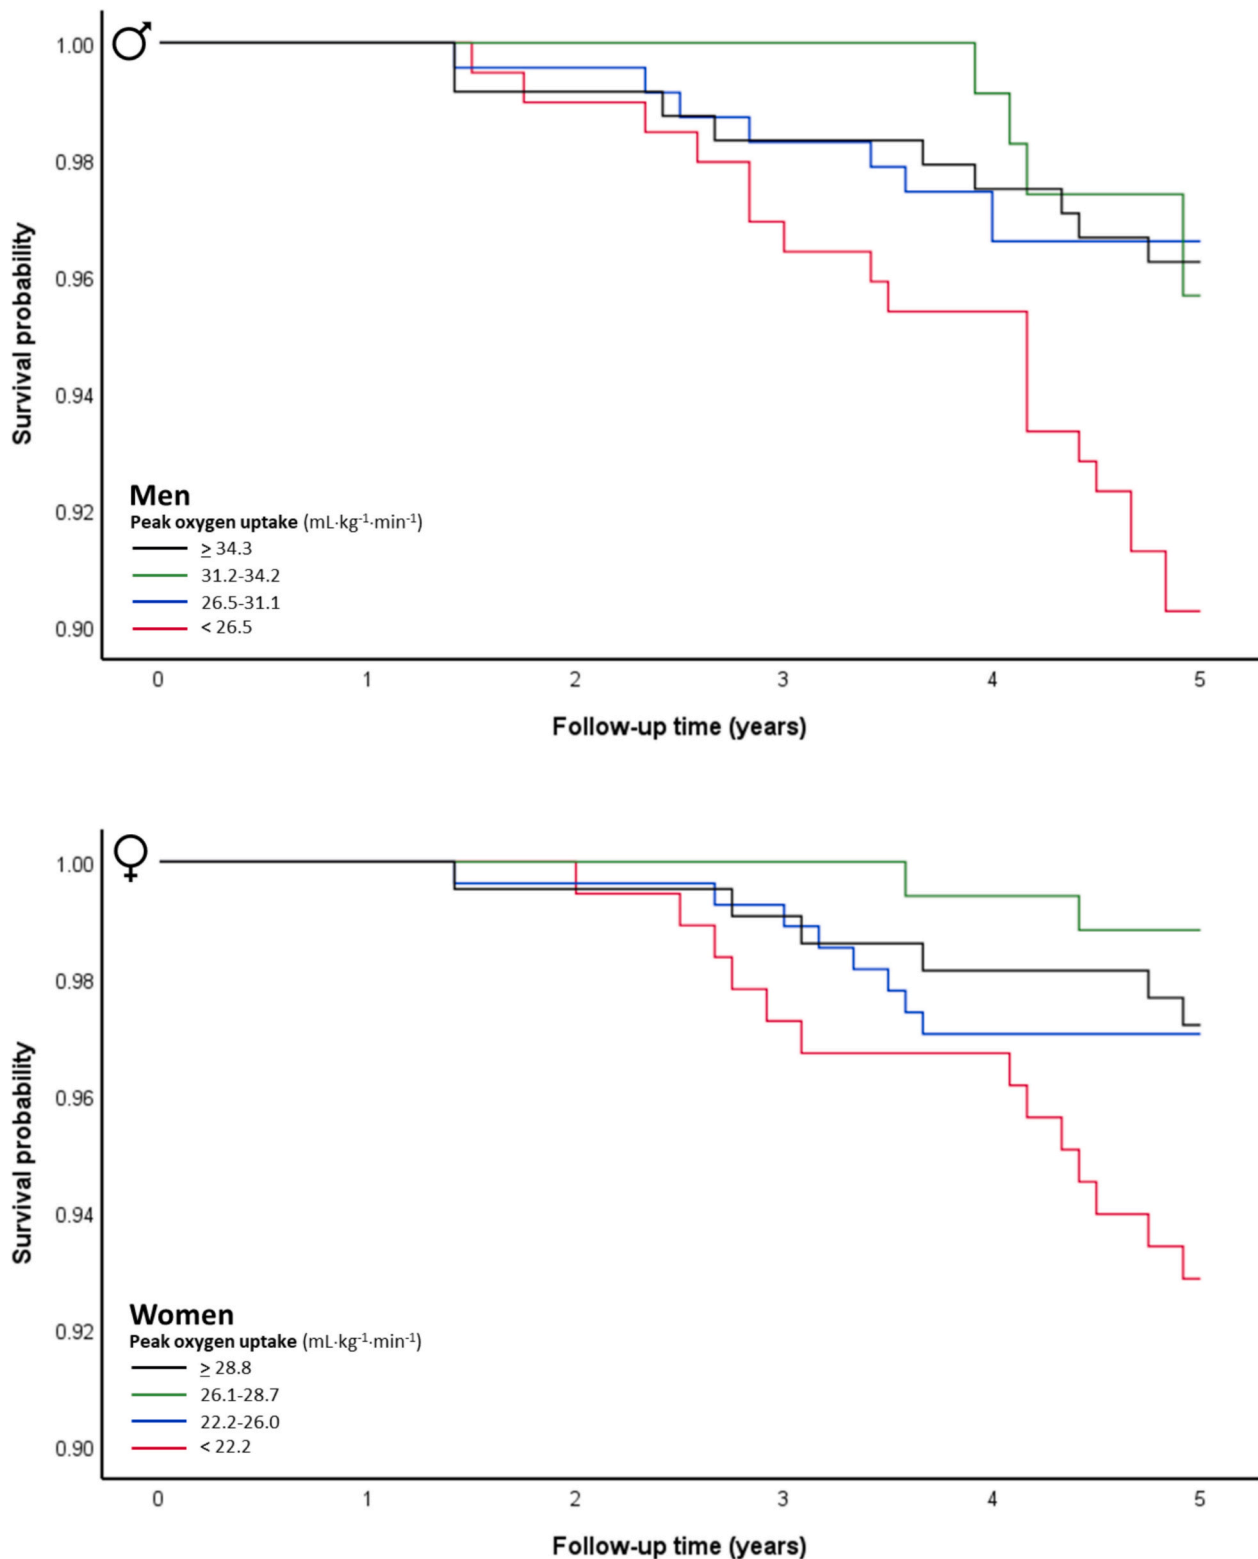 1.00
0.98
0.96
0.94
0.92
0.90
Survival probability
Men
Peak oxygen uptake (mL·kg⁻¹·min⁻¹)
≥ 34.3
31.2-34.2
26.5-31.1
< 26.5
0 1 2 3 4 5
Follow-up time (years)
1.00
0.98
0.96
0.94
0.92
0.90
Survival probability
Women
Peak oxygen uptake (mL·kg⁻¹·min⁻¹)
≥ 28.8
26.1-28.7
22.2-26.0
< 22.2
0 1 2 3 4 5
Follow-up time (years)